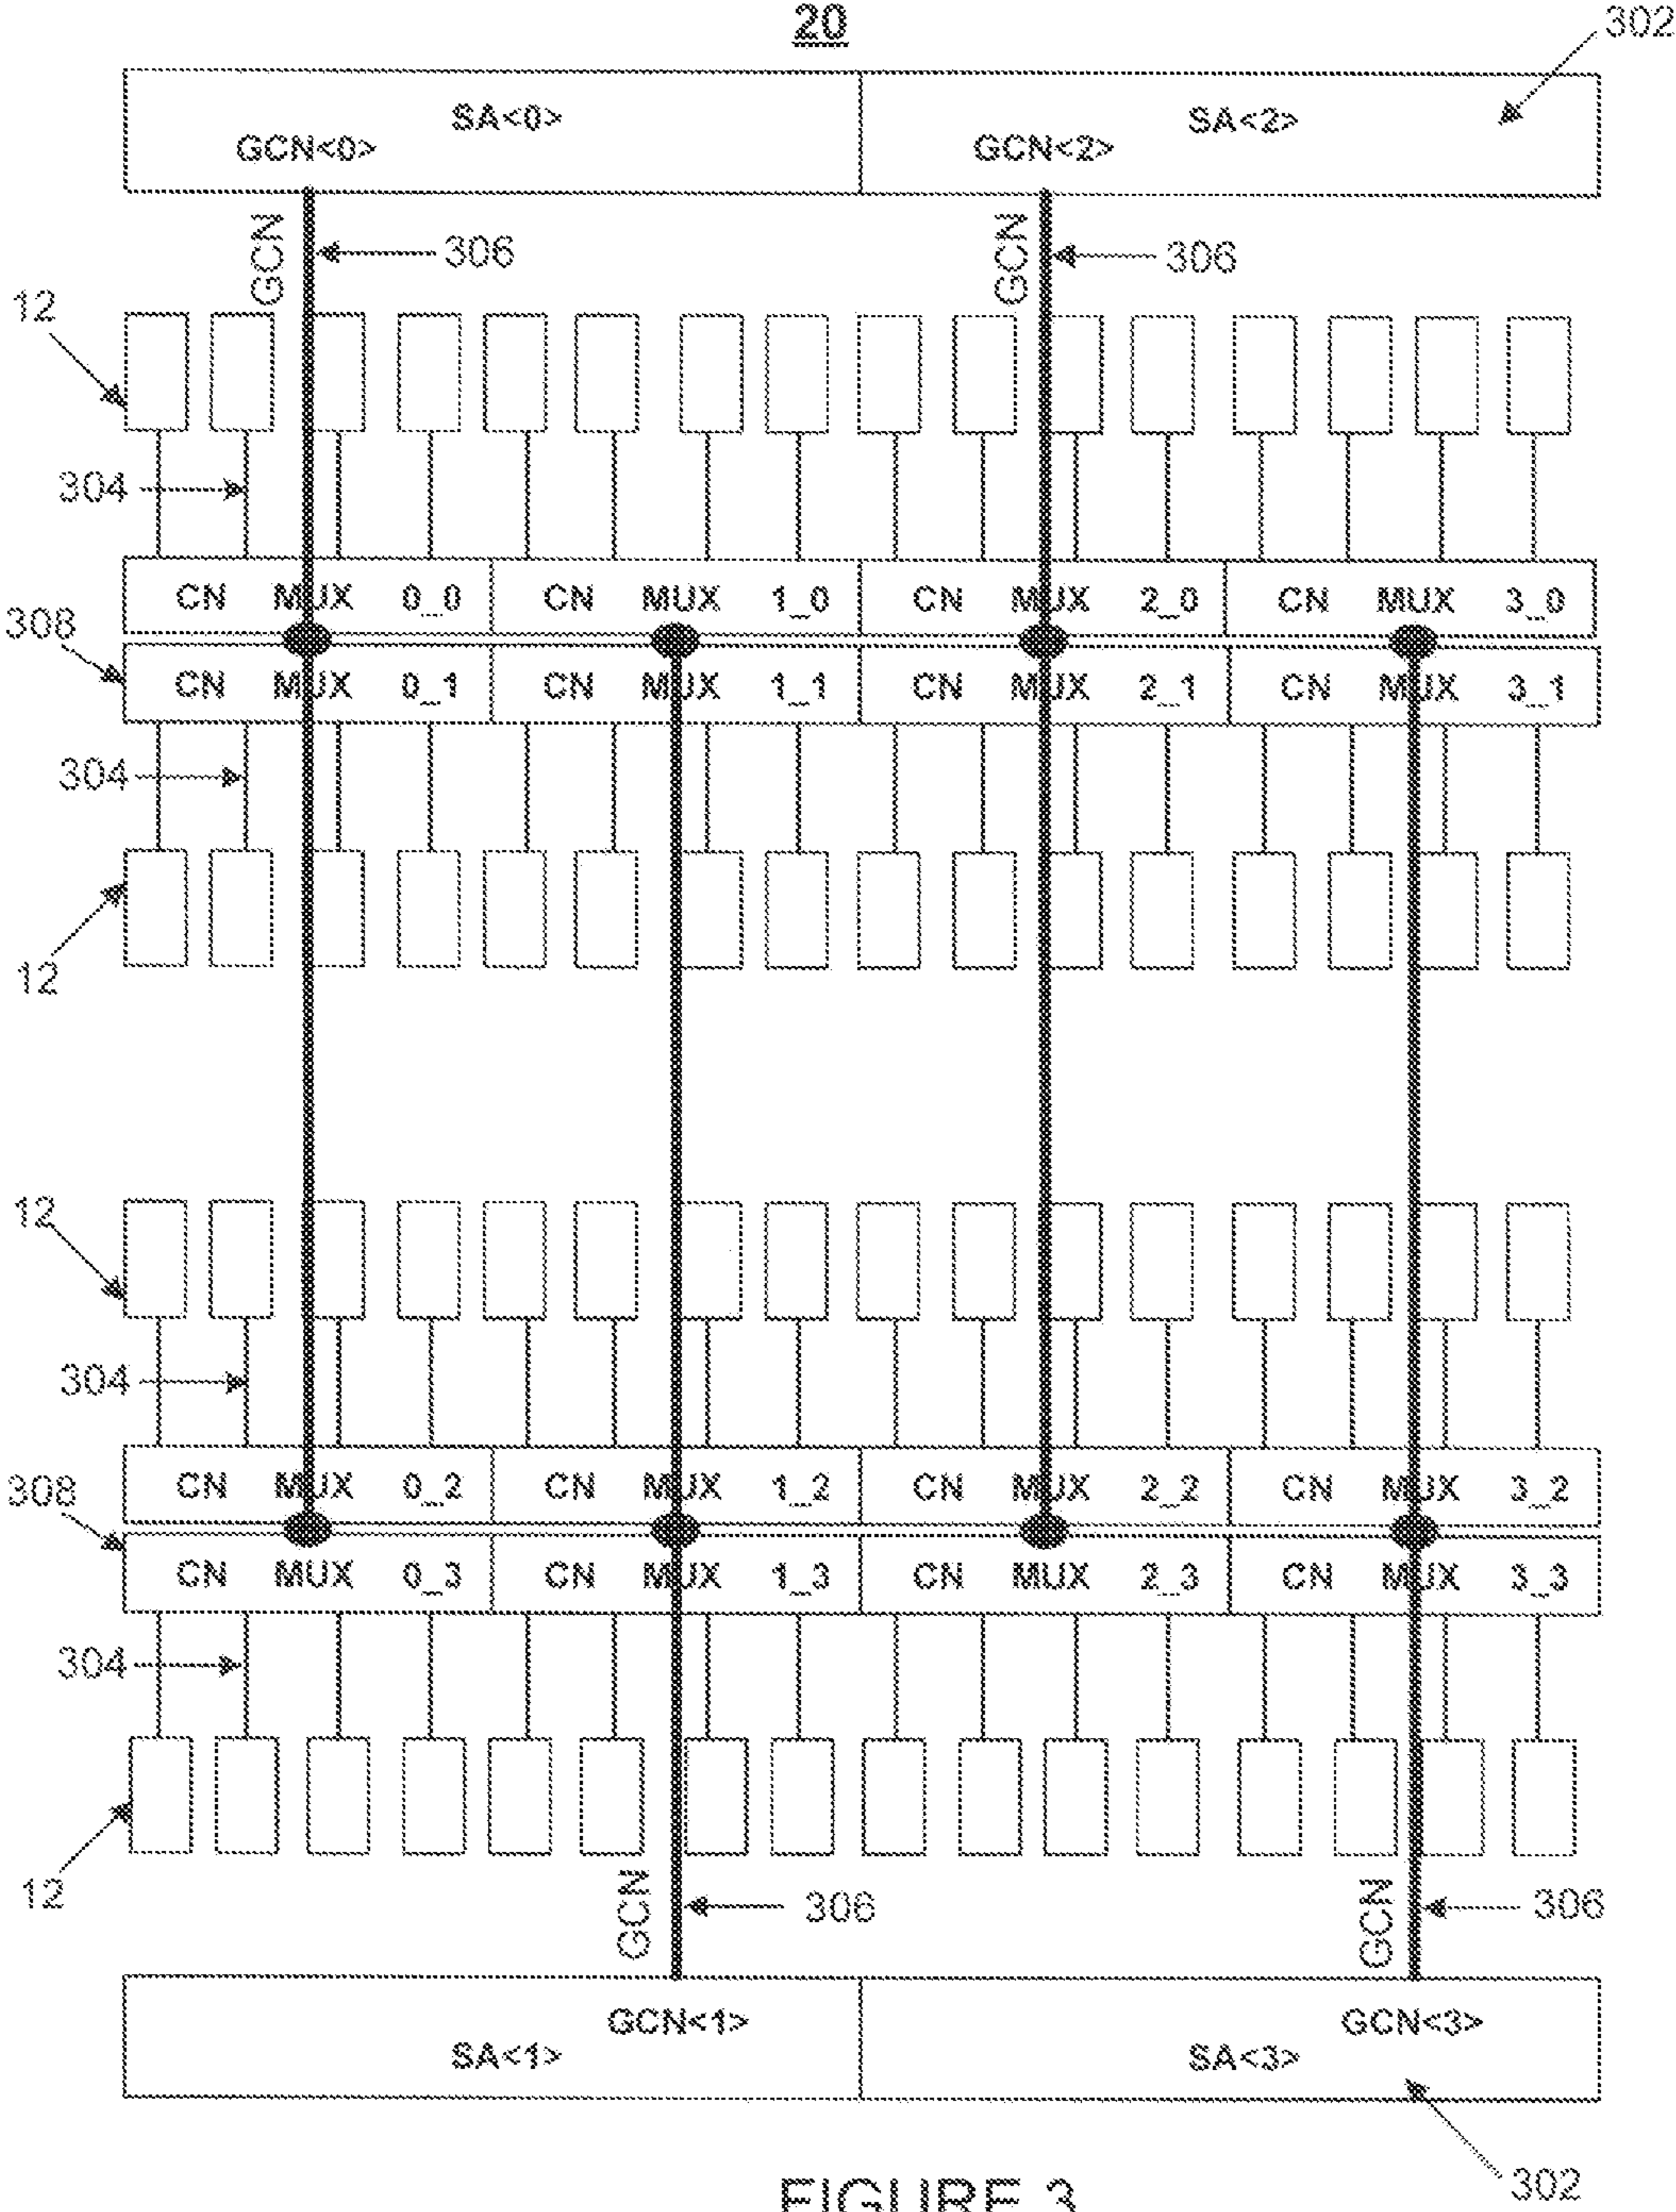 20
302
SA<0>
SA<2>
GCN<0>
GCN<2>
GCN
306
GCN
306
12
304
CN MUX 0_0
CN MUX 1_0
CN MUX 2_0
CN MUX 3_0
308
CN MUX 0_1
CN MUX 1_1
CN MUX 2_1
CN MUX 3_1
304
12
12
304
CN MUX 0_2
CN MUX 1_2
CN MUX 2_2
CN MUX 3_2
308
CN MUX 0_3
CN MUX 1_3
CN MUX 2_3
CN MUX 3_3
304
12
GCN
306
GCN
306
GCN<1>
GCN<3>
SA<1>
SA<3>
302
FIGURE 3